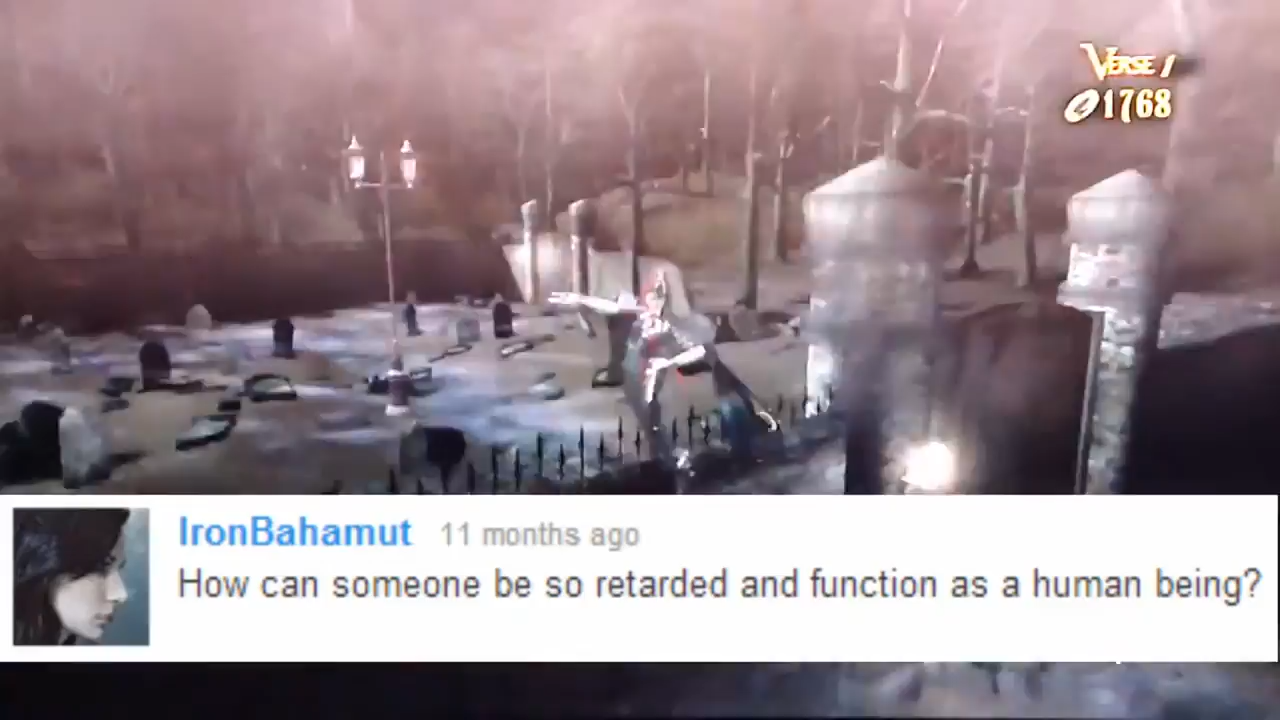 VERSE 1
1768
IronBahamut 11 months ago
How can someone be so retarded and function as a human being?